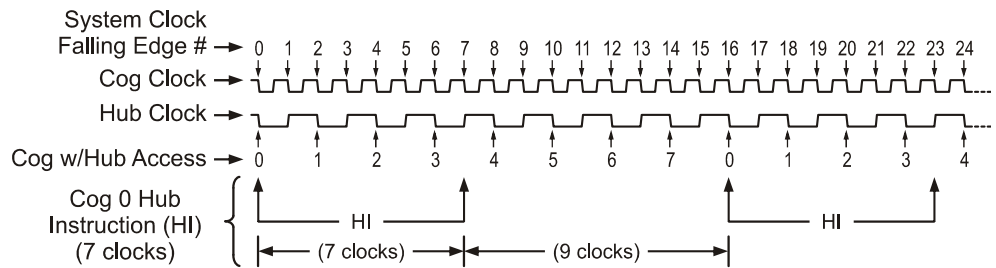 System Clock
Falling Edge # 0 1 2 3 4 5 6 7 8 9 10 11 12 13 14 15 16 17 18 19 20 21 22 23 24
Cog Clock
Hub Clock
Cog w/Hub Access 0 1 2 3 4 5 6 7 0 1 2 3 4
Cog 0 Hub
Instruction (HI)
(7 clocks)
HI HI
(7 clocks) (9 clocks)